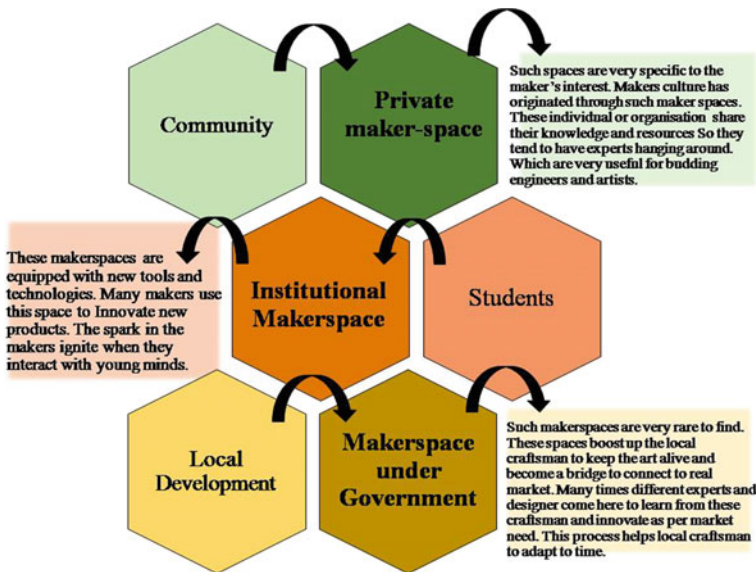 Community
Private
maker-space
Such spaces are very specific to the
maker's interest. Makers culture has
originated through such maker spaces.
These individual or organisation share
their knowledge and resources So they
tend to have experts hanging around.
Which are very useful for budding
engineers and artists.
These makerspaces are
equipped with new tools and
technologies. Many makers use
this space to Innovate new
products. The spark in the
makers ignite when they
interact with young minds.
Institutional
Makerspace
Students
Local
Development
Makerspace
under
Government
Such makerspaces are very rare to find.
These spaces boost up the local
craftsman to keep the art alive and
become a bridge to connect to real
market. Many times different experts and
designer come here to learn from these
craftsman and innovate as per market
need. This process helps local craftsman
to adapt to time.